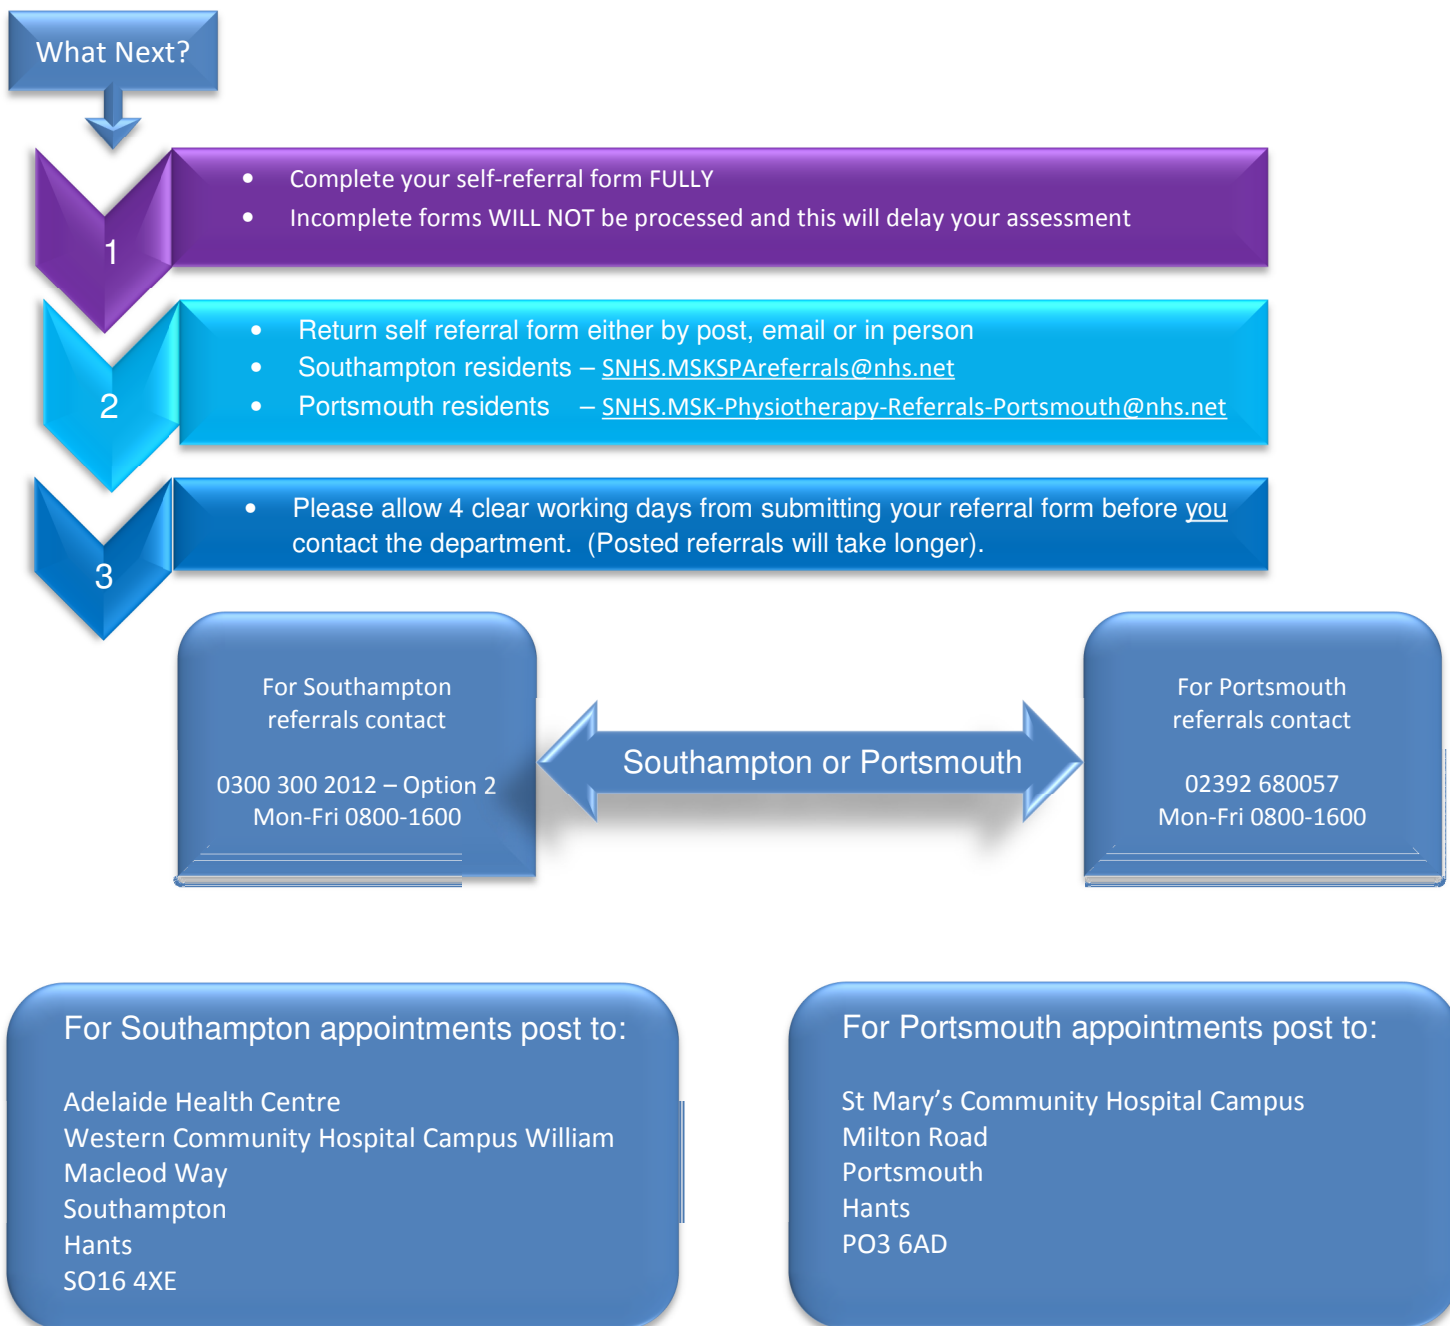 What Next?
1
• Complete your self-referral form FULLY
• Incomplete forms WILL NOT be processed and this will delay your assessment
2
• Return self referral form either by post, email or in person
• Southampton residents – SNHS.MSKSPAreferrals@nhs.net
• Portsmouth residents – SNHS.MSK-Physiotherapy-Referrals-Portsmouth@nhs.net
3
• Please allow 4 clear working days from submitting your referral form before you
contact the department. (Posted referrals will take longer).
For Southampton
referrals contact
0300 300 2012 – Option 2
Mon-Fri 0800-1600
Southampton or Portsmouth
For Portsmouth
referrals contact
02392 680057
Mon-Fri 0800-1600
For Southampton appointments post to:
Adelaide Health Centre
Western Community Hospital Campus William
Macleod Way
Southampton
Hants
SO16 4XE
For Portsmouth appointments post to:
St Mary’s Community Hospital Campus
Milton Road
Portsmouth
Hants
PO3 6AD